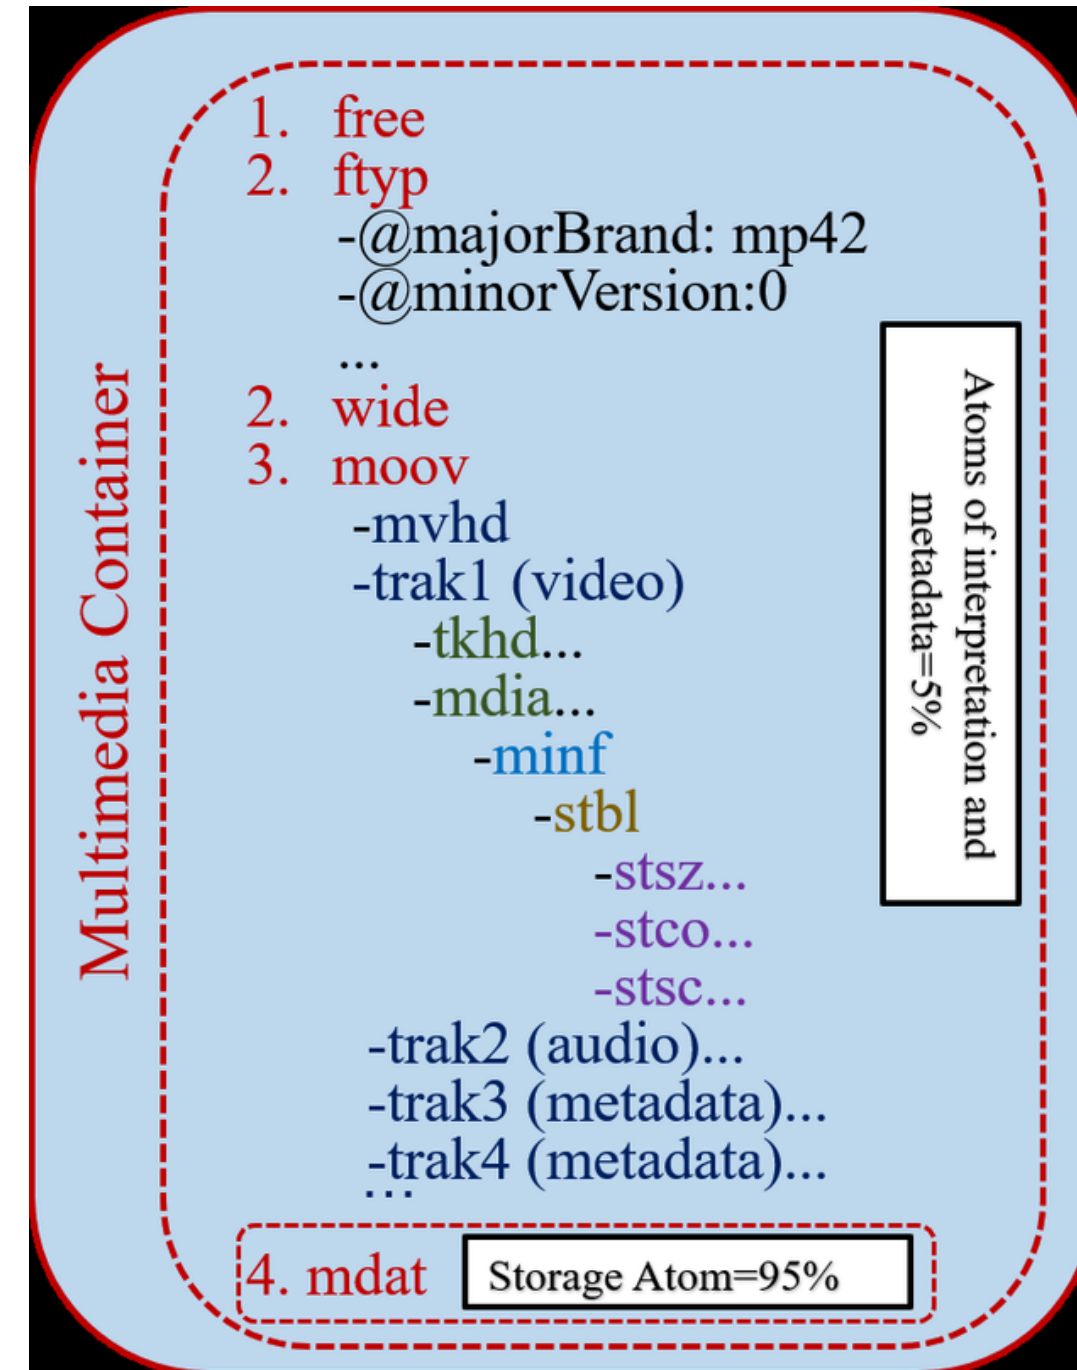 Multimedia Container
1. free
2. ftyp
-@majorBrand: mp42
-@minorVersion:0
...
2. wide
3. moov
-mvhd
-trak1 (video)
-tkhd...
-mdia...
-minf
-stbl
-stsz...
-stco...
-stsc...
-trak2 (audio)...
-trak3 (metadata)...
-trak4 (metadata)...
...
Atoms of interpretation and
metadata=5%
4. mdat
Storage Atom=95%